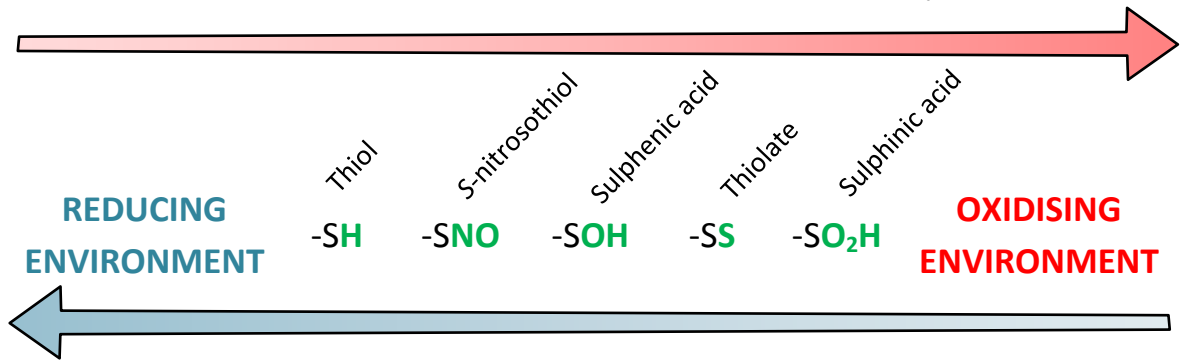 Thiol
S-nitrosothiol
Sulphenic acid
Thiolate
Sulphinic acid
REDUCING
ENVIRONMENT
-SH
-SNO
-SOH
-SS
-SO₂H
OXIDISING
ENVIRONMENT